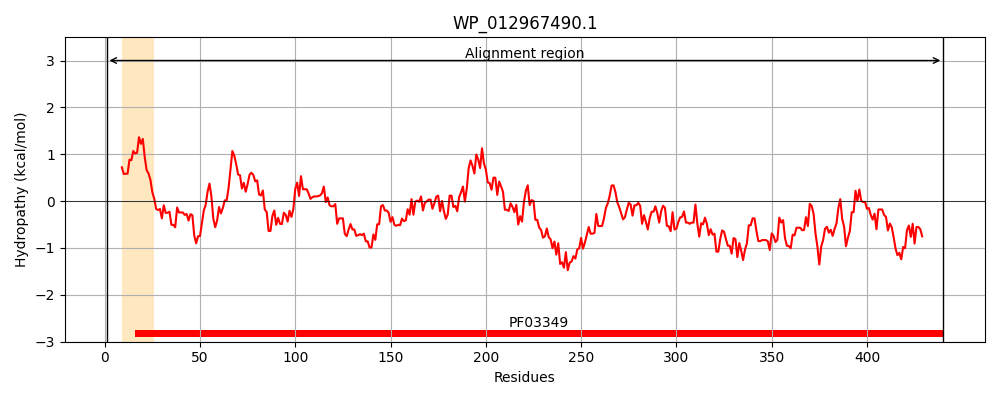 WP_012967490.1
Alignment region
3
2
1
0
−1
−2
−3
Hydropathy (kcal/mol)
PF03349
0 50 100 150 200 250 300 350 400
Residues